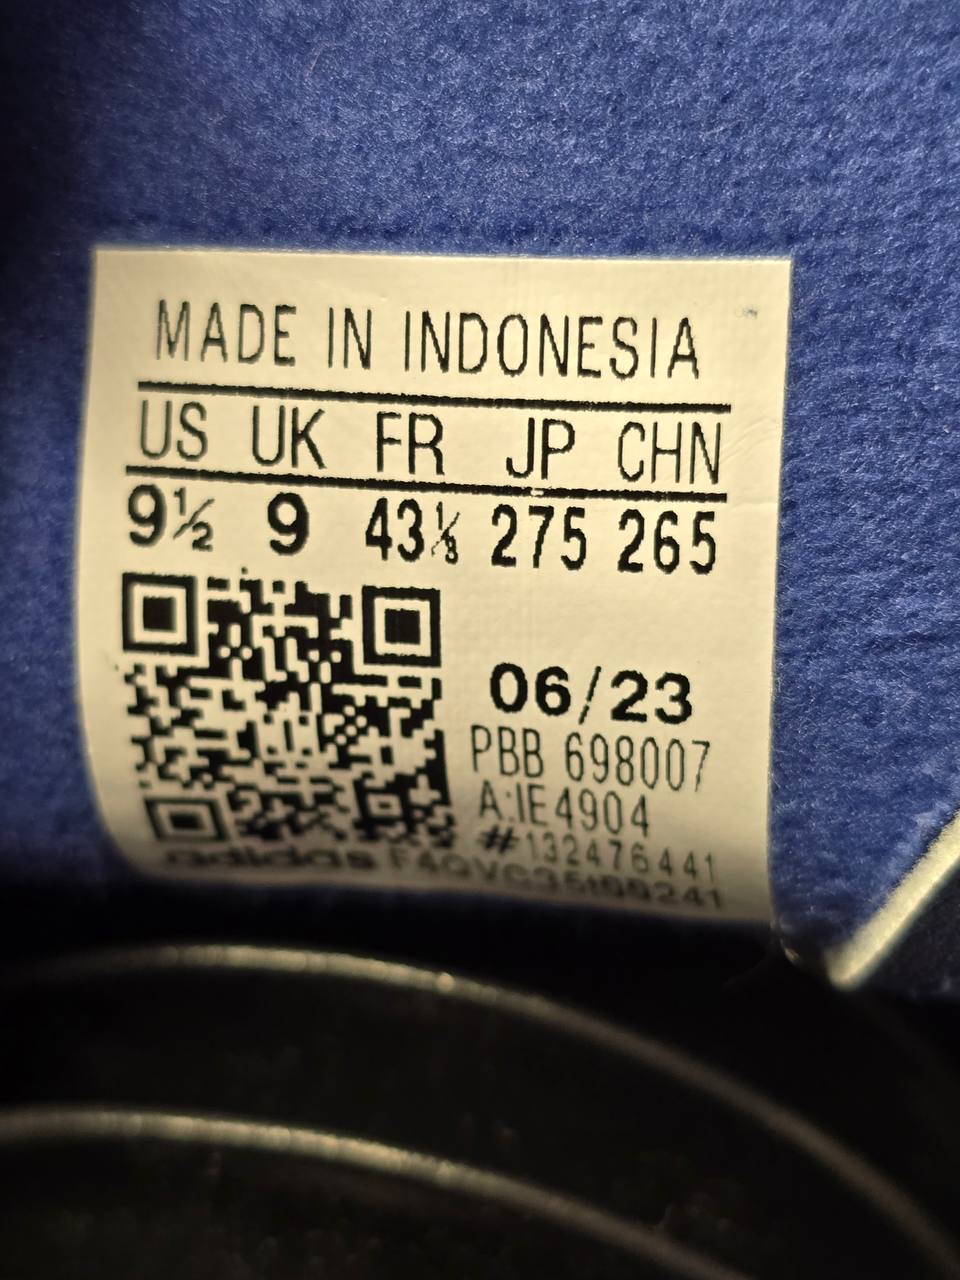 MADE IN INDONESIA
US UK FR JP CHN
9½ 9 43⅓ 275 265
06/23
PBB 698007
A:IE4904
#132476441
adidas